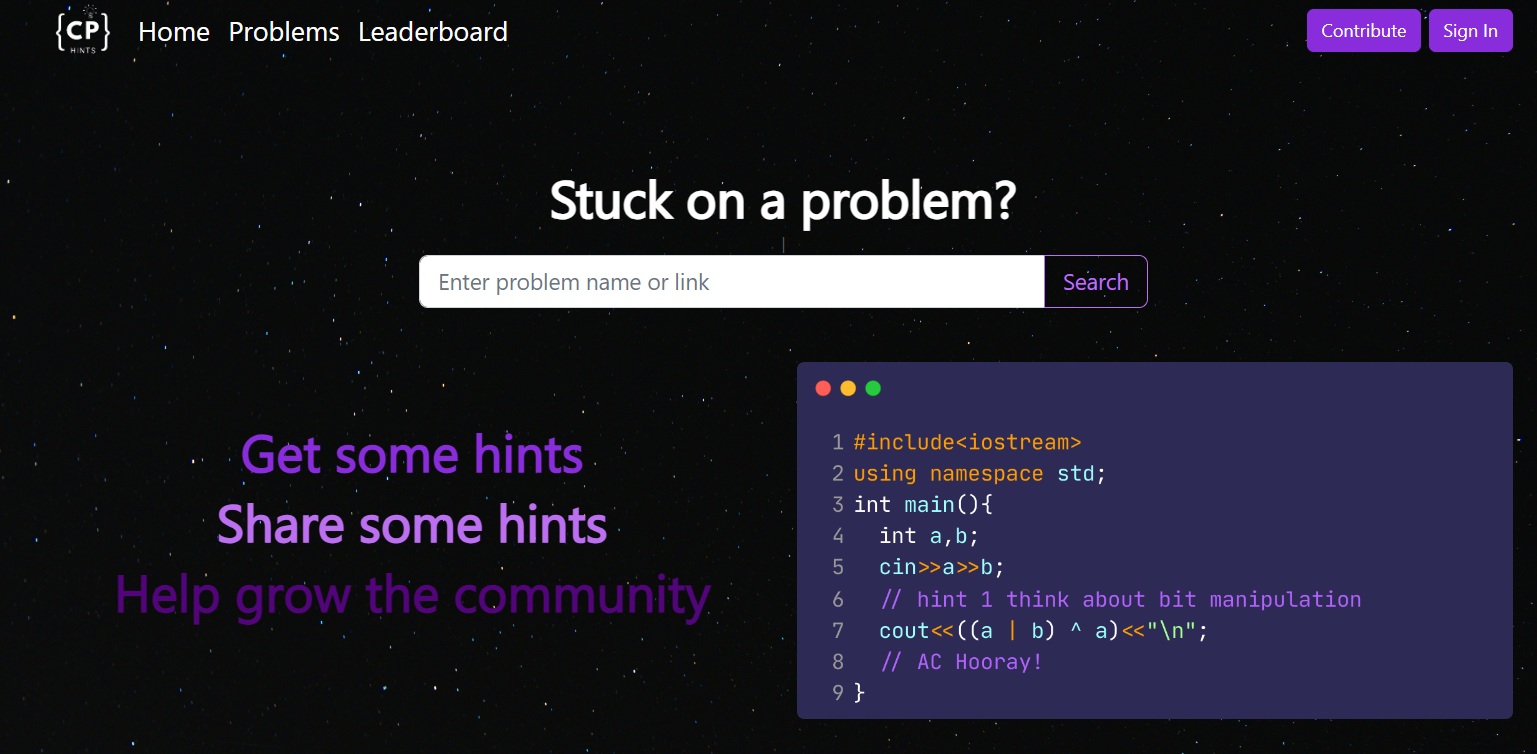 {CP}
HINTS
Home Problems Leaderboard
Contribute Sign In
Stuck on a problem?
Enter problem name or link Search
Get some hints
Share some hints
Help grow the community
1 #include<iostream>
2 using namespace std;
3 int main(){
4 int a,b;
5 cin>>a>>b;
6 // hint 1 think about bit manipulation
7 cout<<((a | b) ^ a)<<"\n";
8 // AC Hooray!
9 }